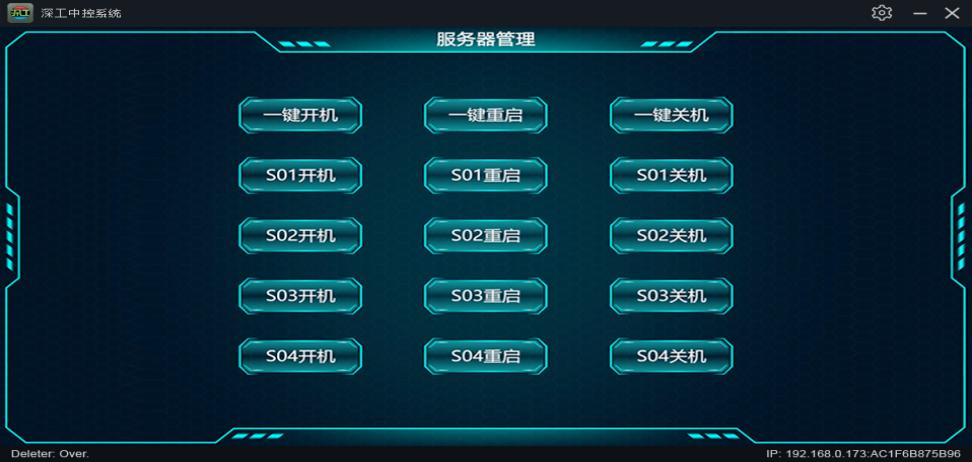 深工
深工中控系统
服务器管理
一键开机 一键重启 一键关机
S01开机 S01重启 S01关机
S02开机 S02重启 S02关机
S03开机 S03重启 S03关机
S04开机 S04重启 S04关机
Deleter: Over. IP: 192.168.0.173:AC1F6B875B96